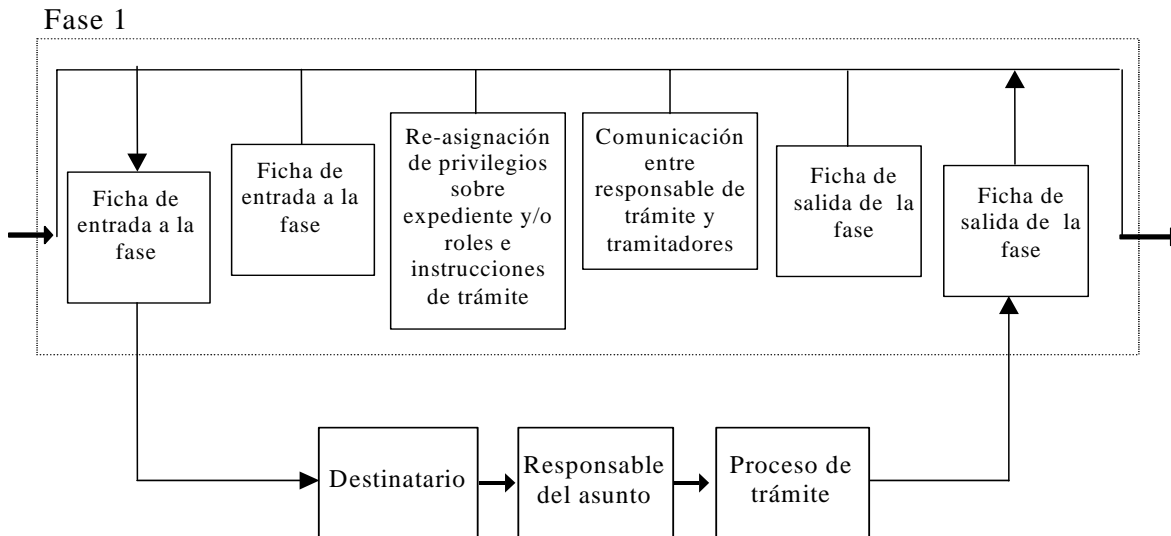 Fase 1
Ficha de
entrada a la
fase
Ficha de
entrada a la
fase
Re-asignación
de privilegios
sobre
expediente y/o
roles e
instrucciones
de trámite
Comunicación
entre
responsable de
trámite y
tramitadores
Ficha de
salida de la
fase
Ficha de
salida de la
fase
Destinatario
Responsable
del asunto
Proceso de
trámite